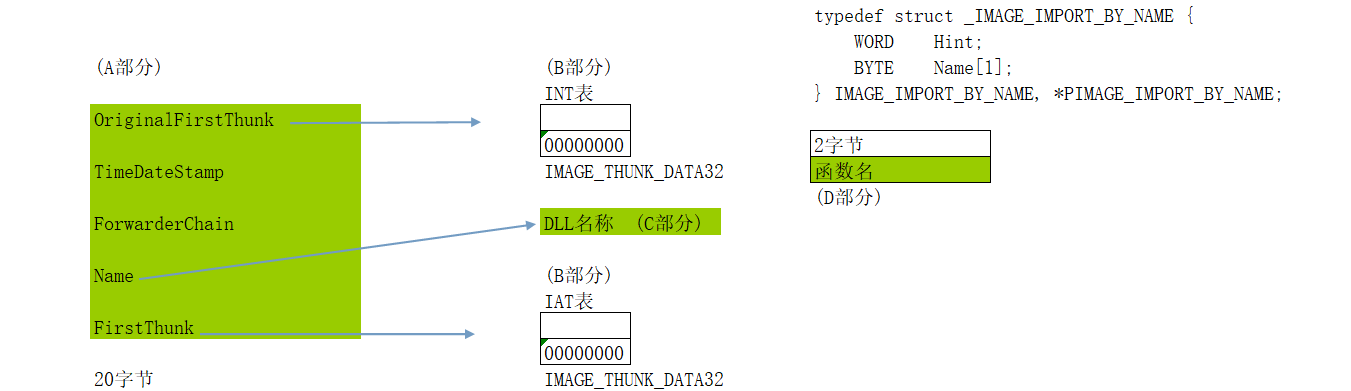 (A部分)
OriginalFirstThunk
TimeDateStamp
ForwarderChain
Name
FirstThunk
20字节
(B部分)
INT表
00000000
IMAGE_THUNK_DATA32
DLL名称 (C部分)
(B部分)
IAT表
00000000
IMAGE_THUNK_DATA32
typedef struct _IMAGE_IMPORT_BY_NAME {
WORD Hint;
BYTE Name[1];
} IMAGE_IMPORT_BY_NAME, *PIMAGE_IMPORT_BY_NAME;
2字节
函数名
(D部分)